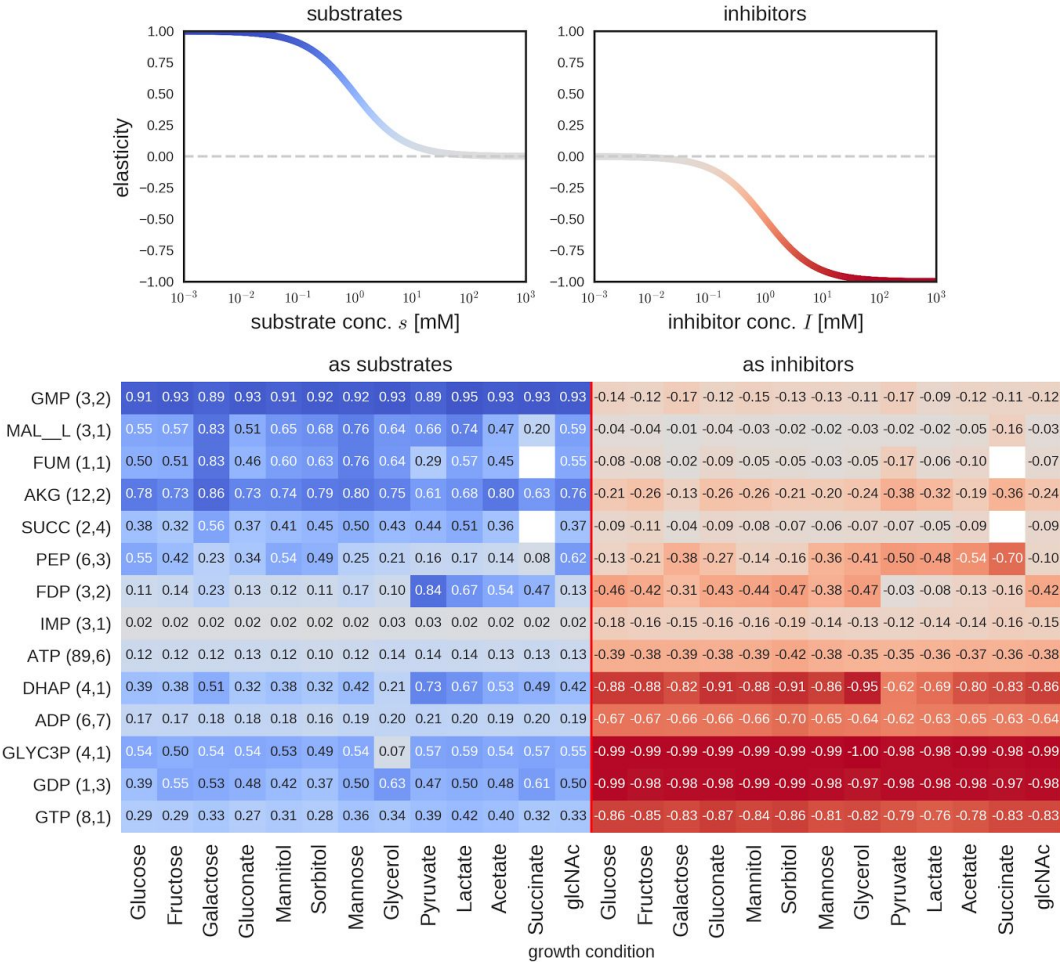 substrates
inhibitors
elasticity
1.00
0.75
0.50
0.25
0.00
−0.25
−0.50
−0.75
−1.00
10⁻³ 10⁻² 10⁻¹ 10⁰ 10¹ 10² 10³
substrate conc. s [mM]
1.00
0.75
0.50
0.25
0.00
−0.25
−0.50
−0.75
−1.00
10⁻³ 10⁻² 10⁻¹ 10⁰ 10¹ 10² 10³
inhibitor conc. I [mM]
as substrates as inhibitors
GMP (3,2) 0.91 0.93 0.89 0.93 0.91 0.92 0.92 0.93 0.89 0.95 0.93 0.93 0.93 -0.14 -0.12 -0.17 -0.12 -0.15 -0.13 -0.13 -0.11 -0.17 -0.09 -0.12 -0.11 -0.12
MAL__L (3,1) 0.55 0.57 0.83 0.51 0.65 0.68 0.76 0.64 0.66 0.74 0.47 0.20 0.59 -0.04 -0.04 -0.01 -0.04 -0.03 -0.02 -0.02 -0.03 -0.02 -0.02 -0.05 -0.16 -0.03
FUM (1,1) 0.50 0.51 0.83 0.46 0.60 0.63 0.76 0.64 0.29 0.57 0.45 0.55 -0.08 -0.08 -0.02 -0.09 -0.05 -0.05 -0.03 -0.05 -0.17 -0.06 -0.10 -0.07
AKG (12,2) 0.78 0.73 0.86 0.73 0.74 0.79 0.80 0.75 0.61 0.68 0.80 0.63 0.76 -0.21 -0.26 -0.13 -0.26 -0.26 -0.21 -0.20 -0.24 -0.38 -0.32 -0.19 -0.36 -0.24
SUCC (2,4) 0.38 0.32 0.56 0.37 0.41 0.45 0.50 0.43 0.44 0.51 0.36 0.37 -0.09 -0.11 -0.04 -0.09 -0.08 -0.07 -0.06 -0.07 -0.07 -0.05 -0.09 -0.09
PEP (6,3) 0.55 0.42 0.23 0.34 0.54 0.49 0.25 0.21 0.16 0.17 0.14 0.08 0.62 -0.13 -0.21 -0.38 -0.27 -0.14 -0.16 -0.36 -0.41 -0.50 -0.48 -0.54 -0.70 -0.10
FDP (3,2) 0.11 0.14 0.23 0.13 0.12 0.11 0.17 0.10 0.84 0.67 0.54 0.47 0.13 -0.46 -0.42 -0.31 -0.43 -0.44 -0.47 -0.38 -0.47 -0.03 -0.08 -0.13 -0.16 -0.42
IMP (3,1) 0.02 0.02 0.02 0.02 0.02 0.02 0.03 0.03 0.02 0.02 0.02 0.02 0.02 -0.18 -0.16 -0.15 -0.16 -0.16 -0.19 -0.14 -0.13 -0.12 -0.14 -0.14 -0.16 -0.15
ATP (89,6) 0.12 0.12 0.12 0.13 0.12 0.10 0.12 0.14 0.14 0.14 0.13 0.13 0.13 -0.39 -0.38 -0.39 -0.38 -0.39 -0.42 -0.38 -0.35 -0.35 -0.36 -0.37 -0.36 -0.38
DHAP (4,1) 0.39 0.38 0.51 0.32 0.38 0.32 0.42 0.21 0.73 0.67 0.53 0.49 0.42 -0.88 -0.88 -0.82 -0.91 -0.88 -0.91 -0.86 -0.95 -0.62 -0.69 -0.80 -0.83 -0.86
ADP (6,7) 0.17 0.17 0.18 0.18 0.18 0.16 0.19 0.20 0.21 0.20 0.19 0.20 0.19 -0.67 -0.67 -0.66 -0.66 -0.66 -0.70 -0.65 -0.64 -0.62 -0.63 -0.65 -0.63 -0.64
GLYC3P (4,1) 0.54 0.50 0.54 0.54 0.53 0.49 0.54 0.07 0.57 0.59 0.54 0.57 0.55 -0.99 -0.99 -0.99 -0.99 -0.99 -0.99 -0.99 -1.00 -0.98 -0.98 -0.99 -0.98 -0.99
GDP (1,3) 0.39 0.55 0.53 0.48 0.42 0.37 0.50 0.63 0.47 0.50 0.48 0.61 0.50 -0.99 -0.98 -0.98 -0.98 -0.98 -0.99 -0.98 -0.97 -0.98 -0.98 -0.98 -0.97 -0.98
GTP (8,1) 0.29 0.29 0.33 0.27 0.31 0.28 0.36 0.34 0.39 0.42 0.40 0.32 0.33 -0.86 -0.85 -0.83 -0.87 -0.84 -0.86 -0.81 -0.82 -0.79 -0.76 -0.78 -0.83 -0.83
Glucose Fructose Galactose Gluconate Mannitol Sorbitol Mannose Glycerol Pyruvate Lactate Acetate Succinate glcNAc Glucose Fructose Galactose Gluconate Mannitol Sorbitol Mannose Glycerol Pyruvate Lactate Acetate Succinate glcNAc
growth condition